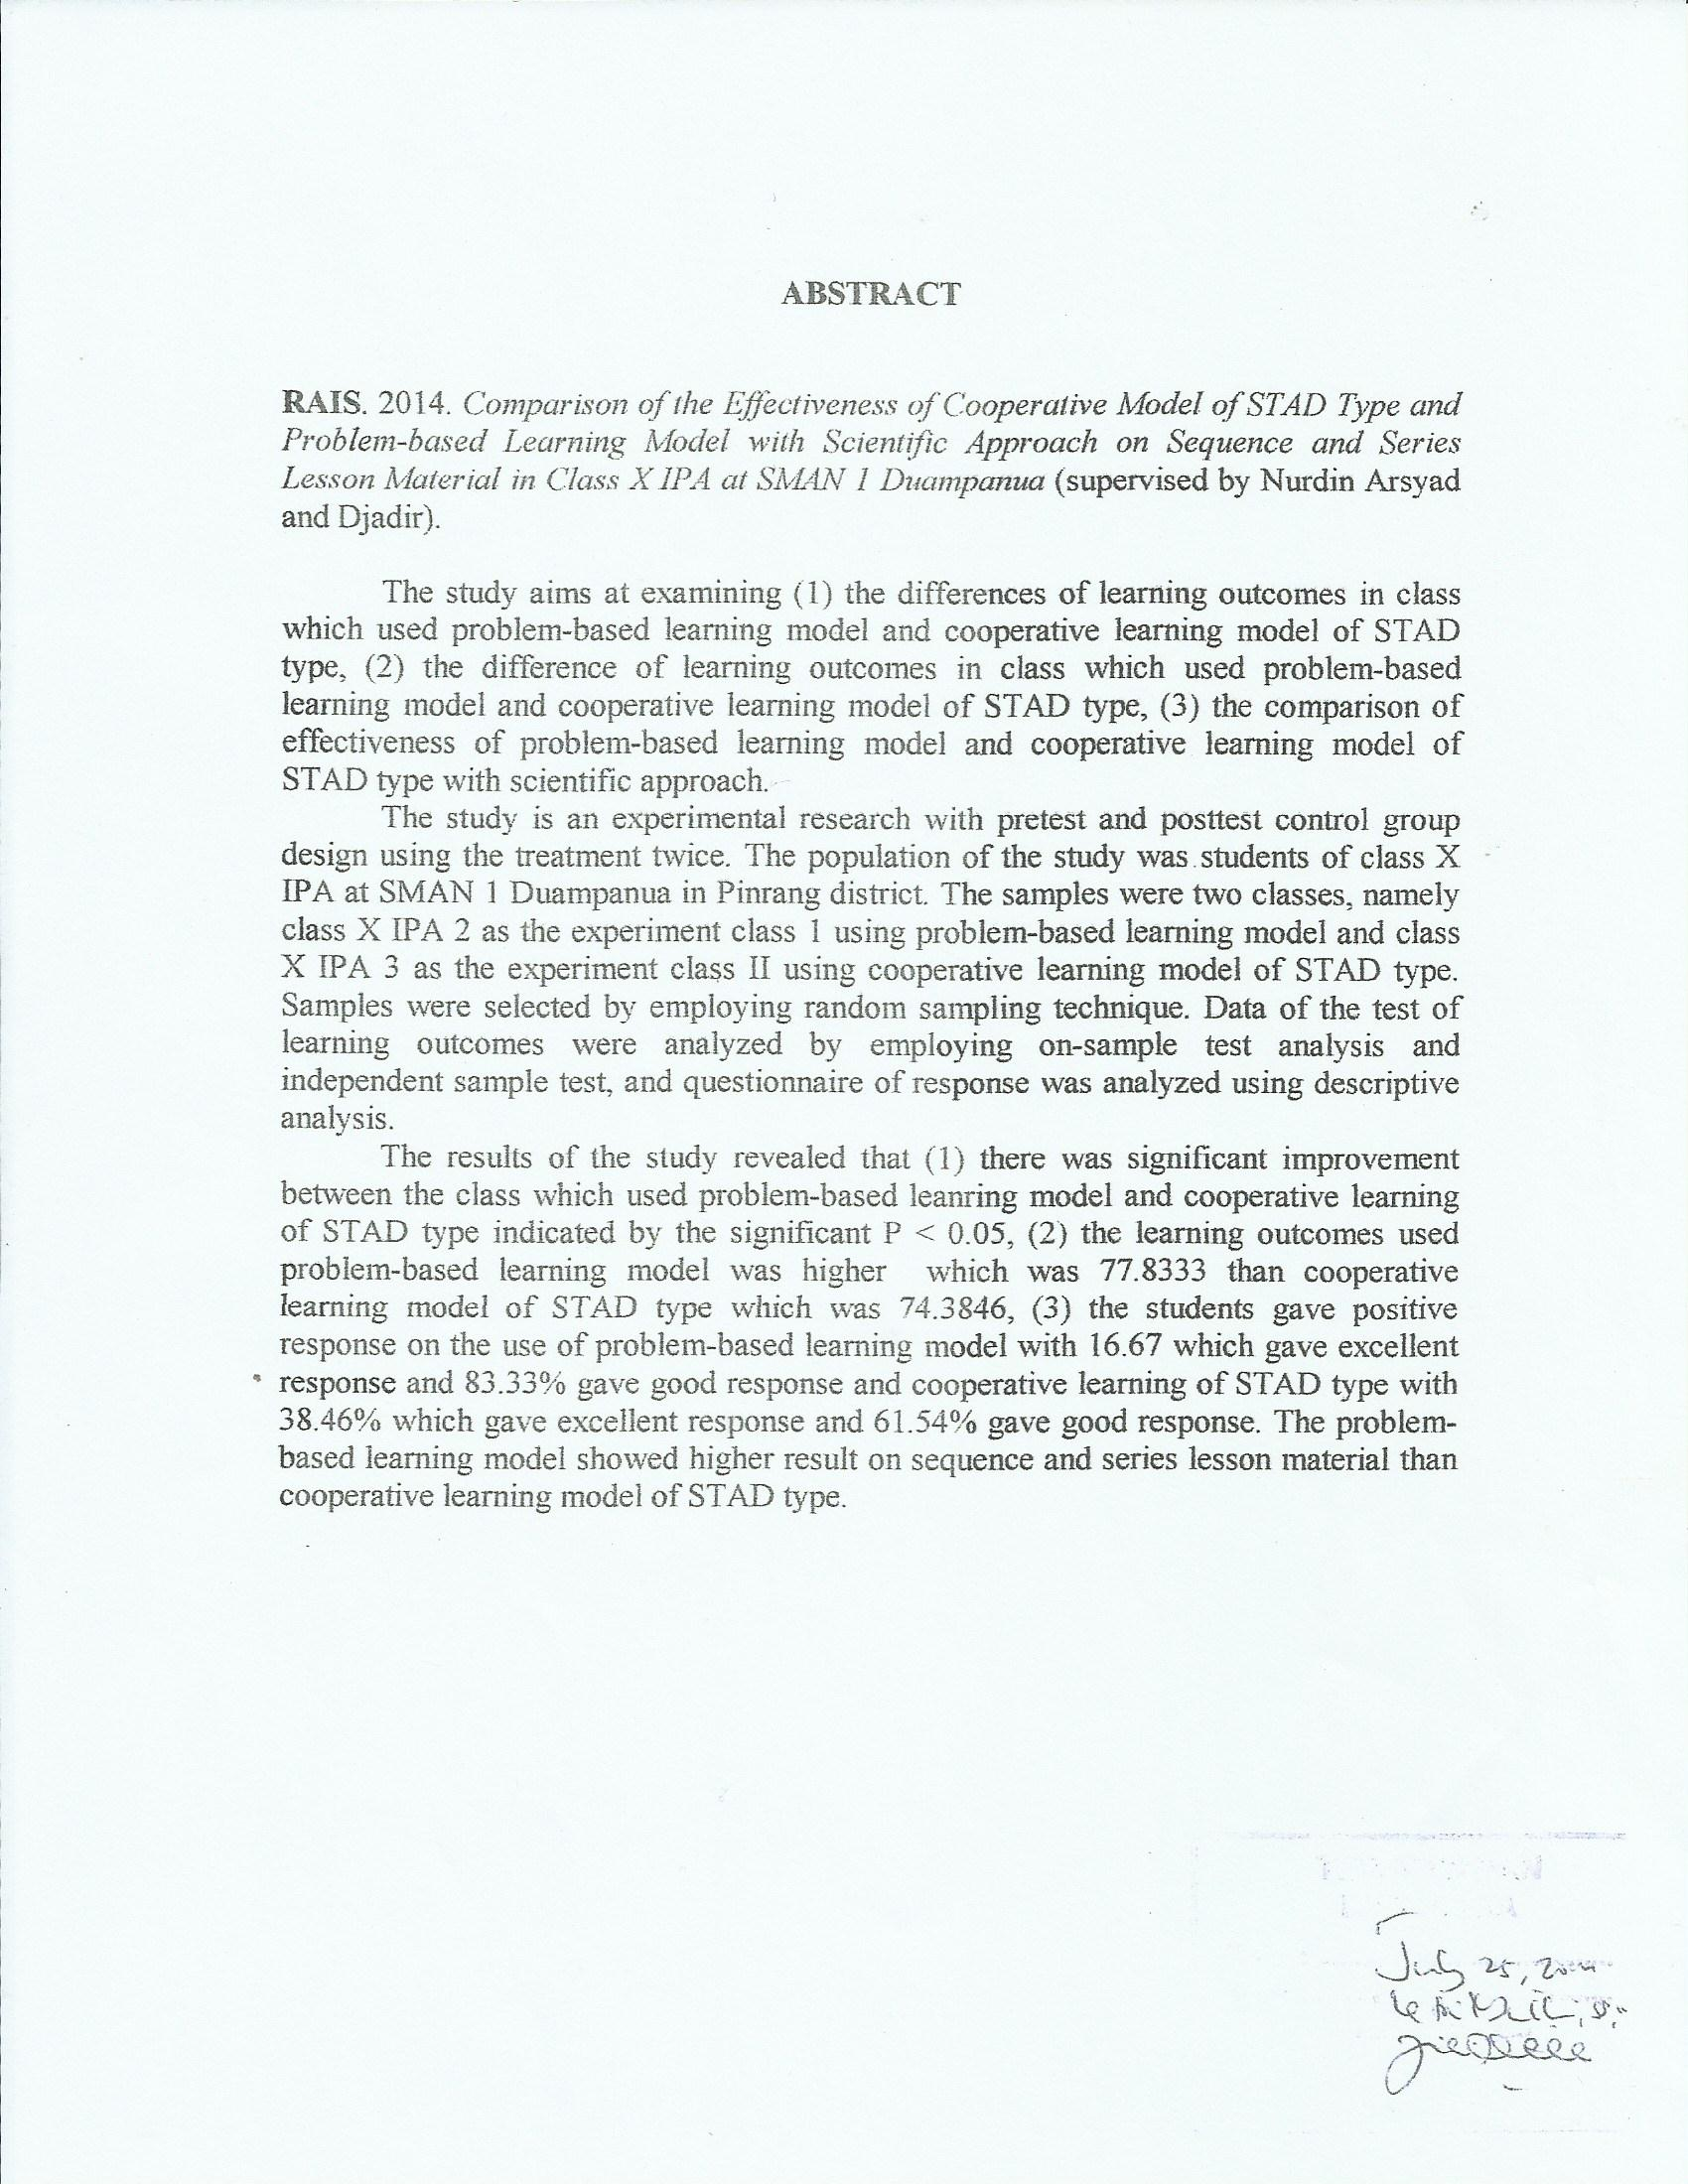 ABSTRACT
RAIS. 2014. Comparison of the Effectiveness of Cooperative Model of STAD Type and
Problem-based Learning Model with Scientific Approach on Sequence and Series
Lesson Material in Class X IPA at SMAN 1 Duampanua (supervised by Nurdin Arsyad
and Djadir).
The study aims at examining (1) the differences of learning outcomes in class
which used problem-based learning model and cooperative learning model of STAD
type, (2) the difference of learning outcomes in class which used problem-based
learning model and cooperative learning model of STAD type, (3) the comparison of
effectiveness of problem-based learning model and cooperative learning model of
STAD type with scientific approach.
The study is an experimental research with pretest and posttest control group
design using the treatment twice. The population of the study was students of class X
IPA at SMAN 1 Duampanua in Pinrang district. The samples were two classes, namely
class X IPA 2 as the experiment class 1 using problem-based learning model and class
X IPA 3 as the experiment class II using cooperative learning model of STAD type.
Samples were selected by employing random sampling technique. Data of the test of
learning outcomes were analyzed by employing on-sample test analysis and
independent sample test, and questionnaire of response was analyzed using descriptive
analysis.
The results of the study revealed that (1) there was significant improvement
between the class which used problem-based leanring model and cooperative learning
of STAD type indicated by the significant P < 0.05, (2) the learning outcomes used
problem-based learning model was higher which was 77.8333 than cooperative
learning model of STAD type which was 74.3846, (3) the students gave positive
response on the use of problem-based learning model with 16.67 which gave excellent
response and 83.33% gave good response and cooperative learning of STAD type with
38.46% which gave excellent response and 61.54% gave good response. The problem-
based learning model showed higher result on sequence and series lesson material than
cooperative learning model of STAD type.
July 25,